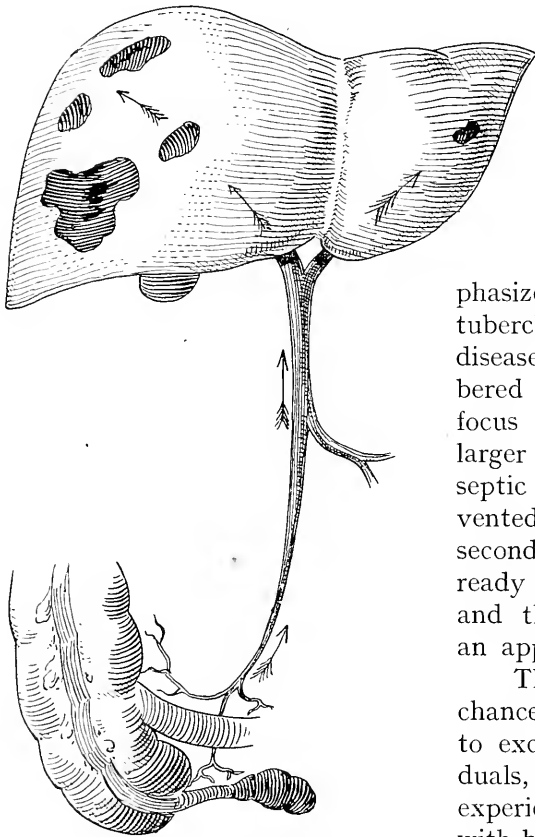 phasize
tuberc
disease
bered
focus
larger
septic
vented
second
ready
and th
an app
Th
chance
to exc
duals,
experie